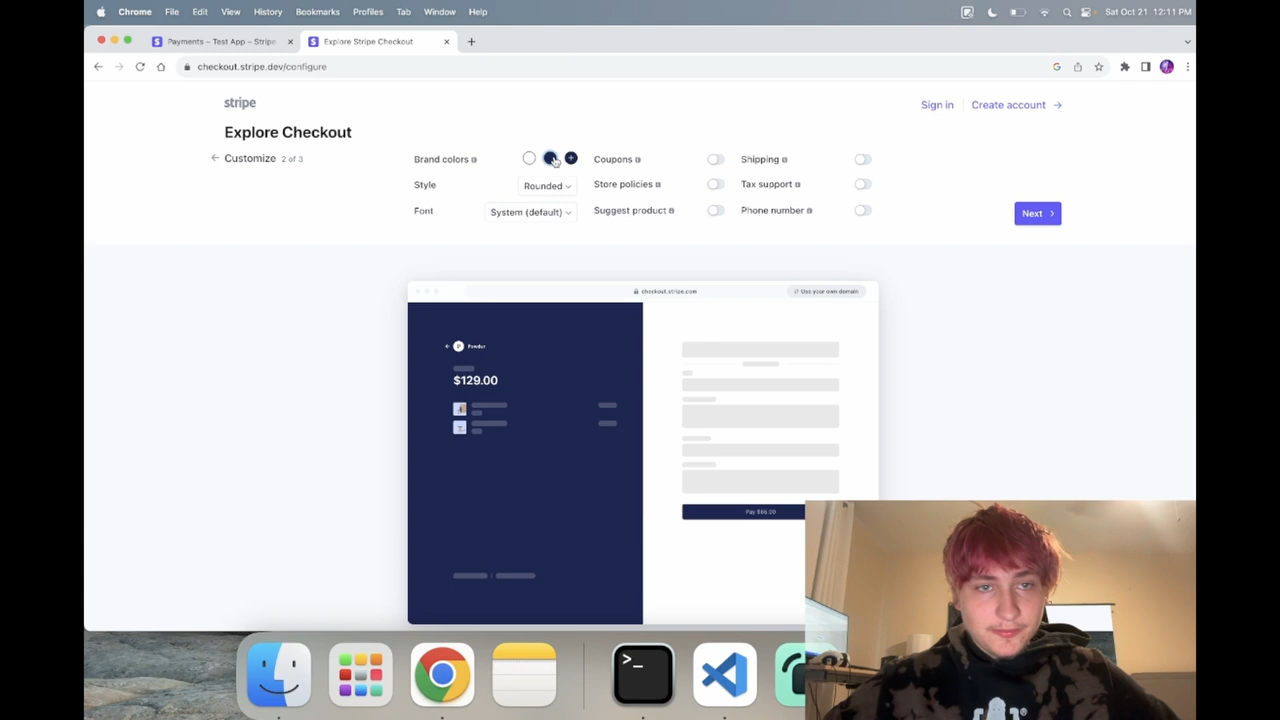 Chrome File Edit View History Bookmarks Profiles Tab Window Help Sat Oct 21 12:11 PM
Payments – Test App – Stripe Explore Stripe Checkout
checkout.stripe.dev/configure
stripe
Sign in Create account →
Explore Checkout
← Customize 2 of 3
Brand colors Coupons Shipping
Style Rounded Store policies Tax support
Font System (default) Suggest product Phone number
Next
checkout.stripe.com Use your own domain
P Powdur
$129.00
Pay $66.00